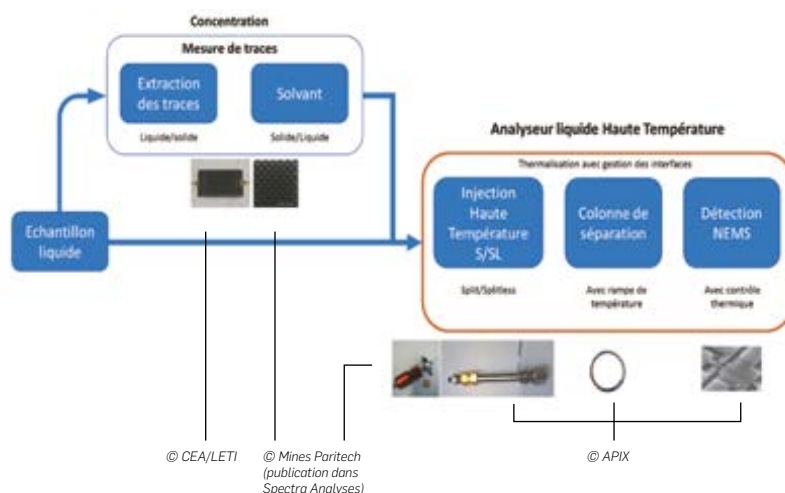 Concentration
Mesure de traces
Extraction
des traces
Solvant
Liquide/solide
Solide/Liquide
Analyseur liquide Haute Température
Thermalisation avec gestion des interfaces
Echantillon
liquide
Injection
Haute
Température
S/SL
Colonne de
séparation
Détection
NEMS
Split/Splitless
Avec rampe de
température
Avec contrôle
thermique
© CEA/LETI
© Mines Paritech
(publication dans
Spectra Analyses)
© APIX